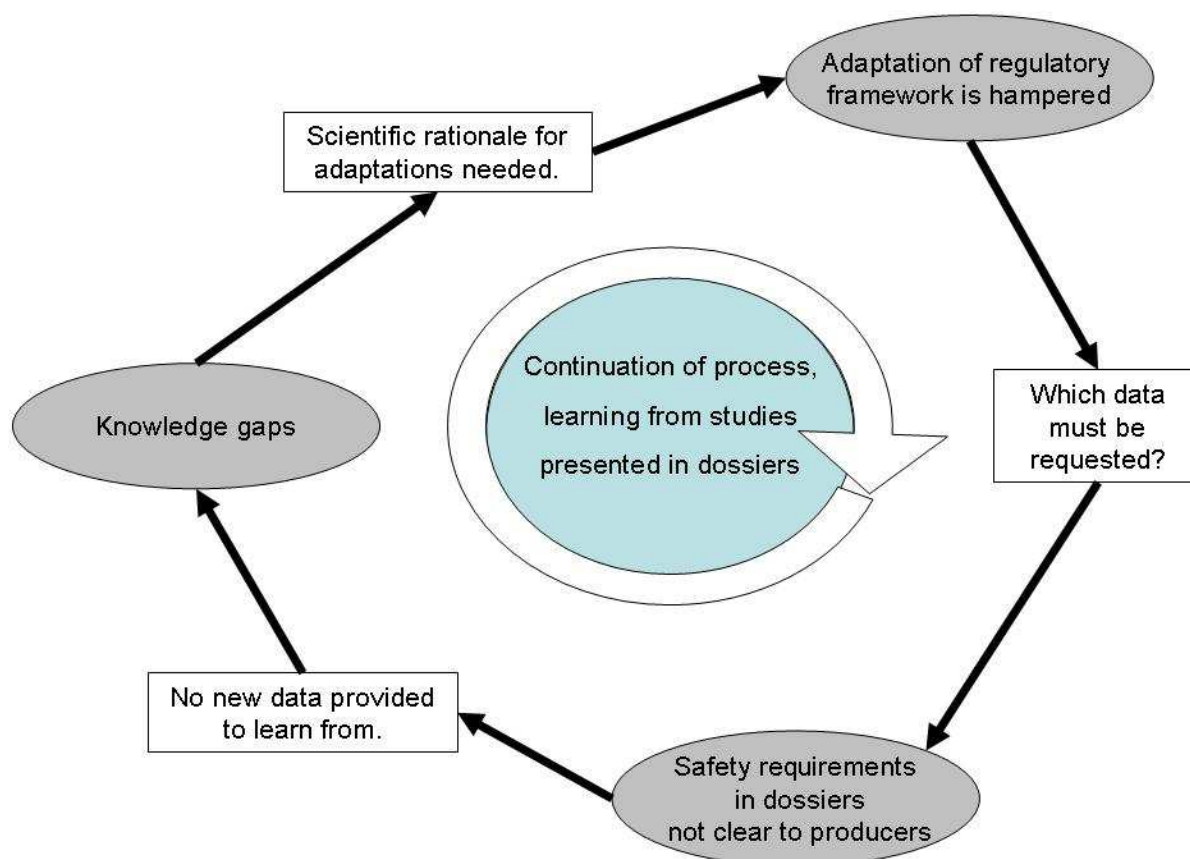 Adaptation of regulatory
framework is hampered
Scientific rationale for
adaptations needed.
Continuation of process,
learning from studies
presented in dossiers
Which data
must be
requested?
Knowledge gaps
No new data provided
to learn from.
Safety requirements
in dossiers
not clear to producers